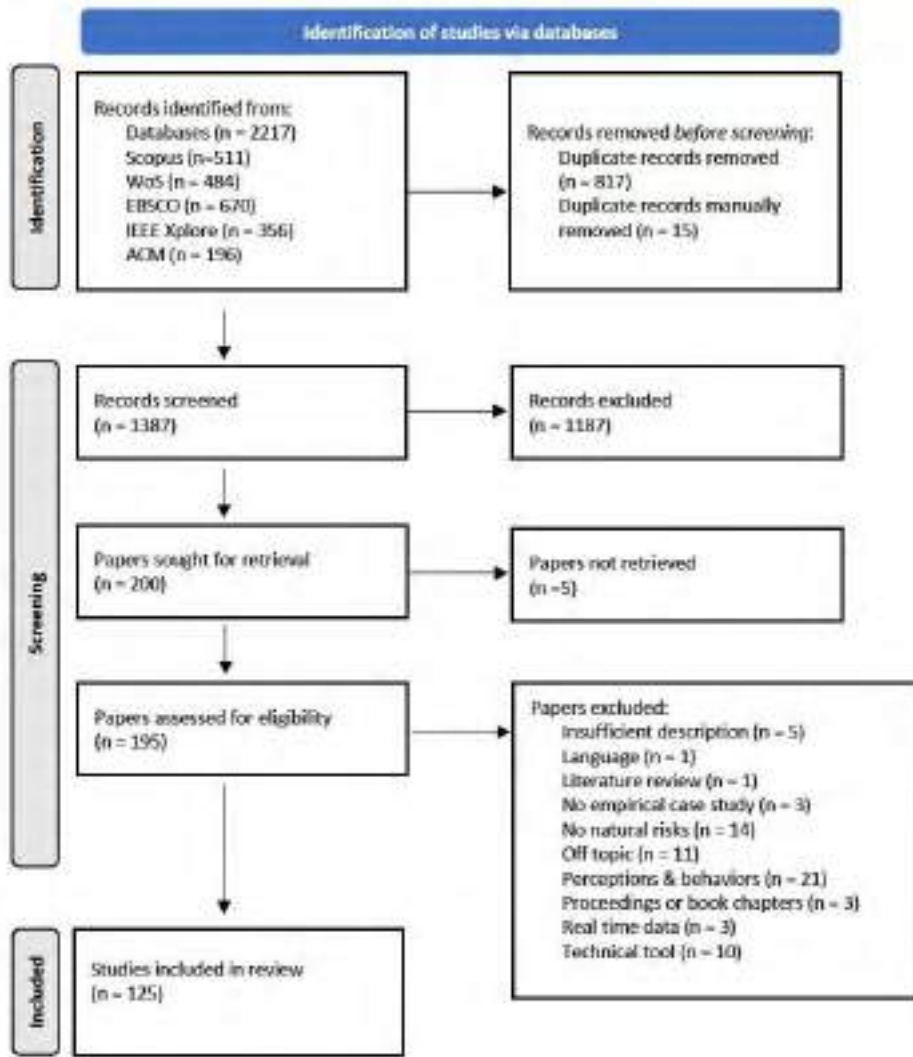 Identification of studies via databases
Identification
Records identified from:
Databases (n = 2217)
Scopus (n=511)
WoS (n = 484)
EBSCO (n = 670)
IEEE Xplore (n = 356)
ACM (n = 196)
Records removed before screening:
Duplicate records removed
(n = 817)
Duplicate records manually
removed (n = 15)
Screening
Records screened
(n = 1387)
Records excluded
(n = 1187)
Papers sought for retrieval
(n = 200)
Papers not retrieved
(n =5)
Papers assessed for eligibility
(n = 195)
Papers excluded:
Insufficient description (n = 5)
Language (n = 1)
Literature review (n = 1)
No empirical case study (n = 3)
No natural risks (n = 14)
Off topic (n = 11)
Perceptions & behaviors (n = 21)
Proceedings or book chapters (n = 3)
Real time data (n = 3)
Technical tool (n = 10)
Included
Studies included in review
(n = 125)